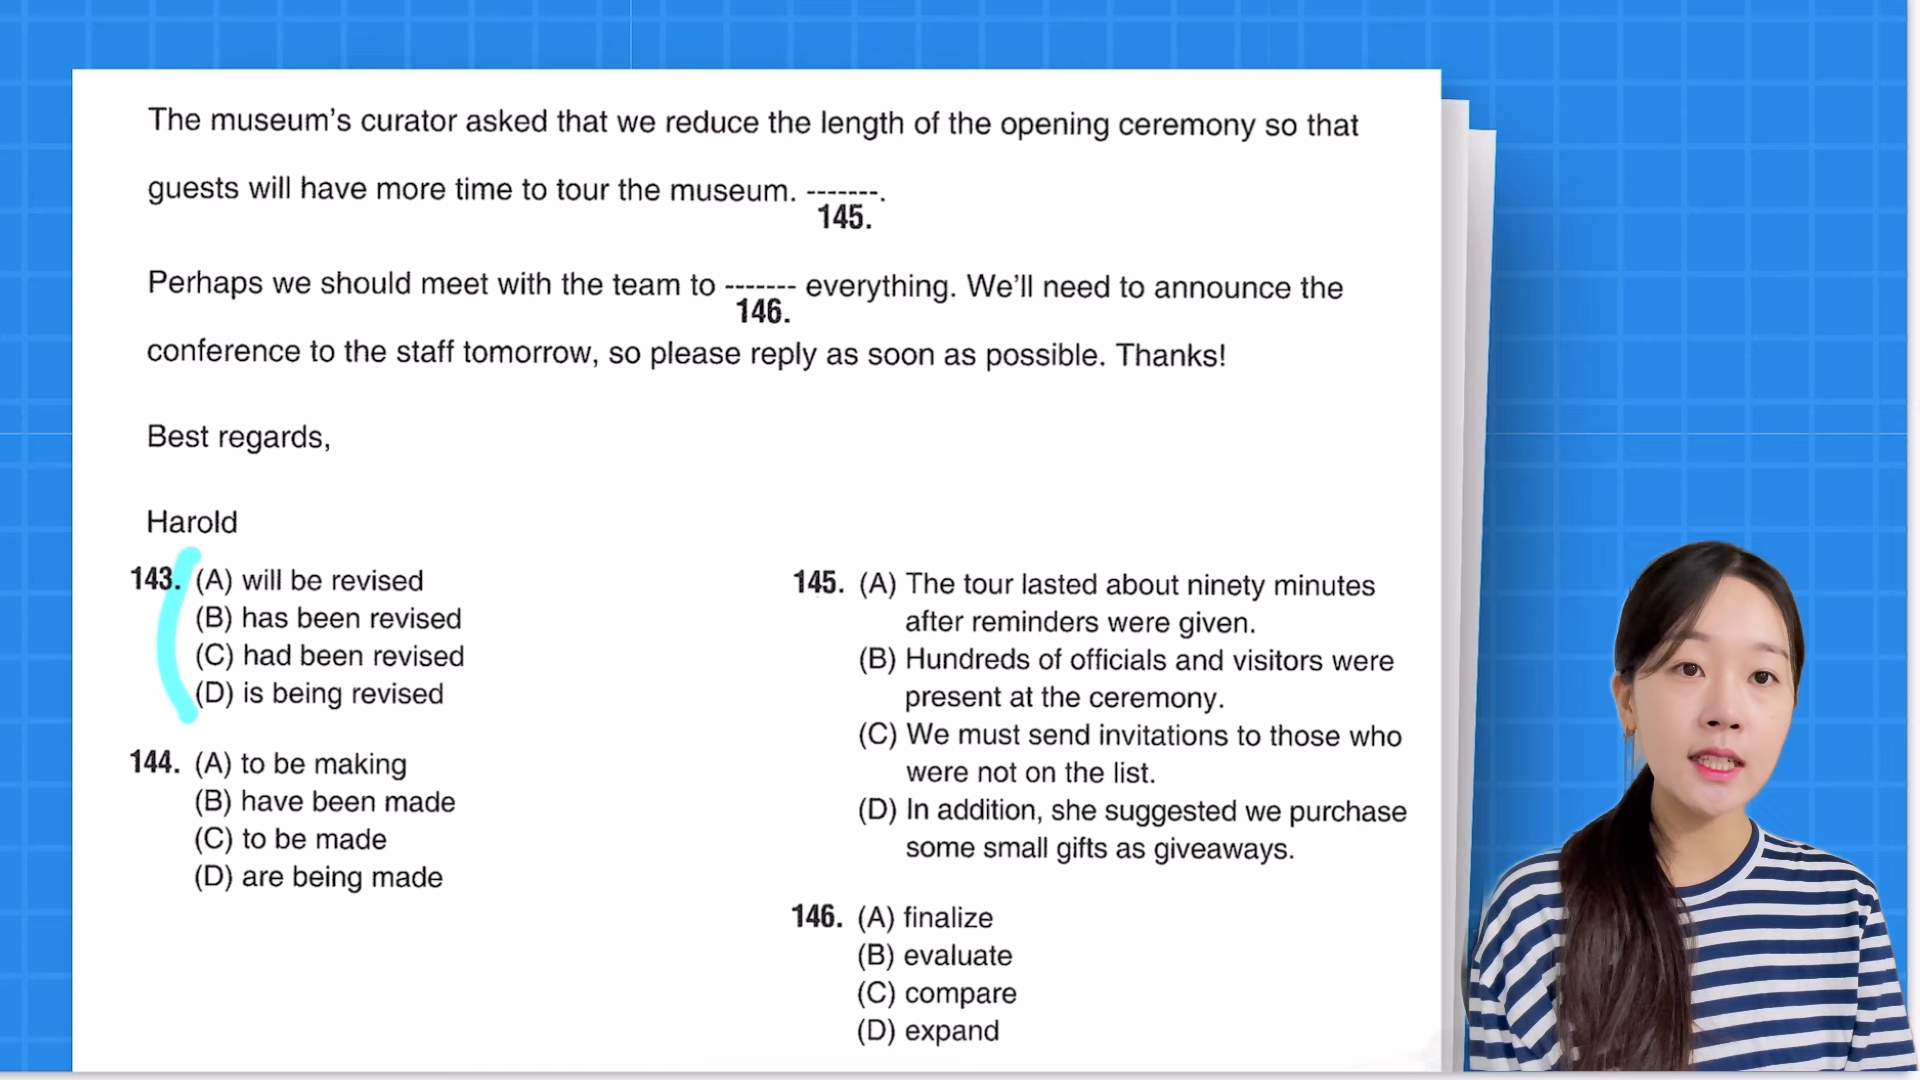 The museum's curator asked that we reduce the length of the opening ceremony so that
guests will have more time to tour the museum. -------.
145.
Perhaps we should meet with the team to ------- everything. We'll need to announce the
146.
conference to the staff tomorrow, so please reply as soon as possible. Thanks!
Best regards,
Harold
143. (A) will be revised
(B) has been revised
(C) had been revised
(D) is being revised
144. (A) to be making
(B) have been made
(C) to be made
(D) are being made
145. (A) The tour lasted about ninety minutes
after reminders were given.
(B) Hundreds of officials and visitors were
present at the ceremony.
(C) We must send invitations to those who
were not on the list.
(D) In addition, she suggested we purchase
some small gifts as giveaways.
146. (A) finalize
(B) evaluate
(C) compare
(D) expand